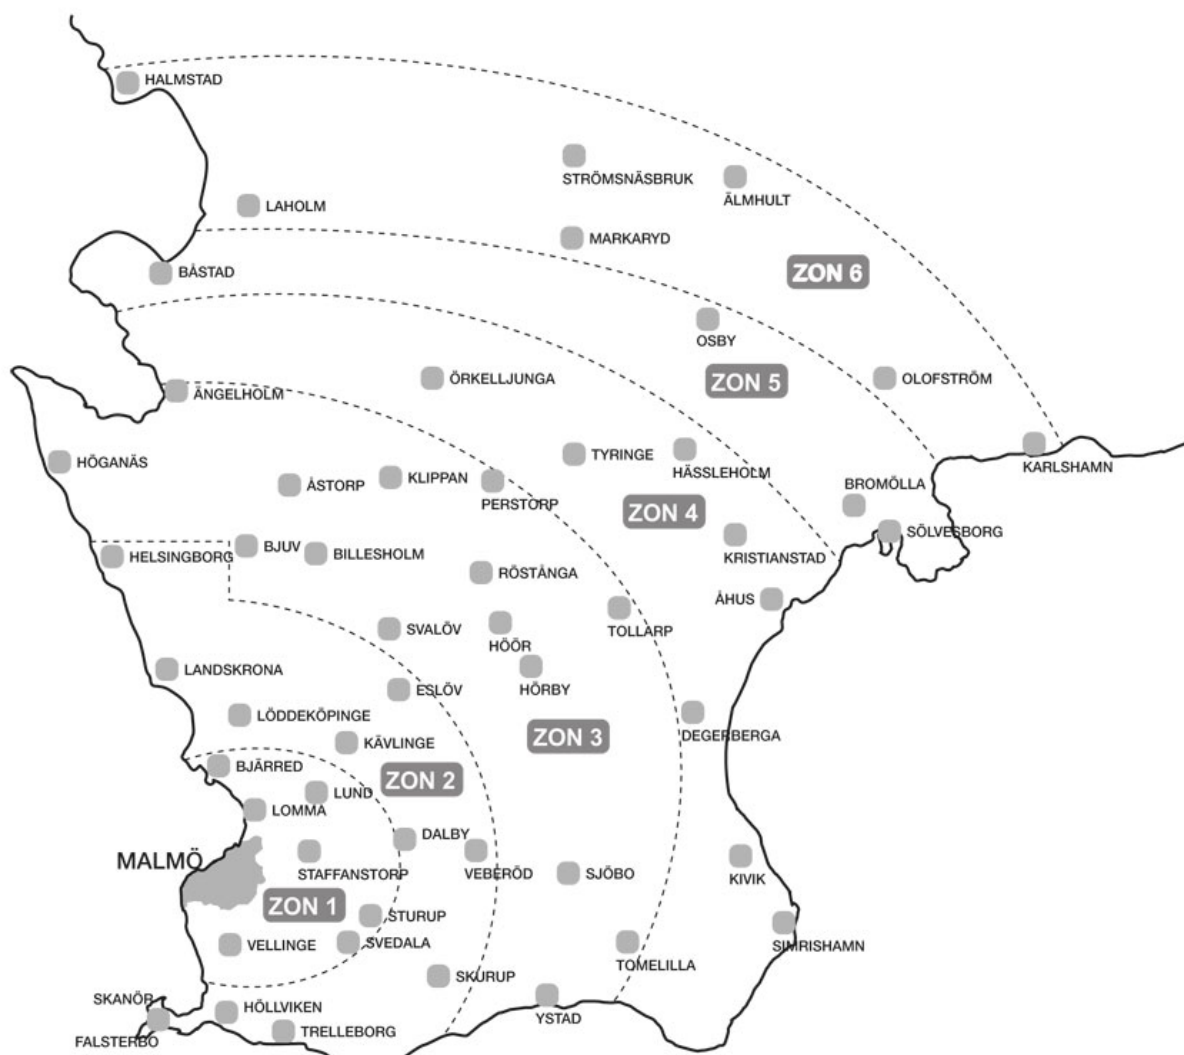 HALMSTAD
STRÖMSNÄSBRUK
ÄLMHULT
LAHOLM
MARKARYD
BÅSTAD
ZON 6
OSBY
ÖRKELLJUNGA
ZON 5
OLOFSTRÖM
ÄNGELHOLM
HÖGANÄS
TYRINGE
HÄSSLEHOLM
KARLSHAMN
ÅSTORP
KLIPPAN
PERSTORP
BROMÖLLA
ZON 4
SÖLVESBORG
HELSINGBORG
BJUV
BILLESHOLM
KRISTIANSTAD
RÖSTÅNGA
ÅHUS
SVALÖV
HÖÖR
TOLLARP
LANDSKRONA
HÖRBY
ESLÖV
LÖDDEKÖPINGE
DEGERBERGA
KÄVLINGE
ZON 3
BJÄRRED
ZON 2
LUND
LOMMA
DALBY
MALMÖ
STAFFANSTORP
VEBERÖD
SJÖBO
KIVIK
ZON 1
STURUP
VELLINGE
SVEDALA
SIMRISHAMN
TOMELILLA
SKURUP
SKANÖR
HÖLLVIKEN
YSTAD
FALSTERBO
TRELLEBORG